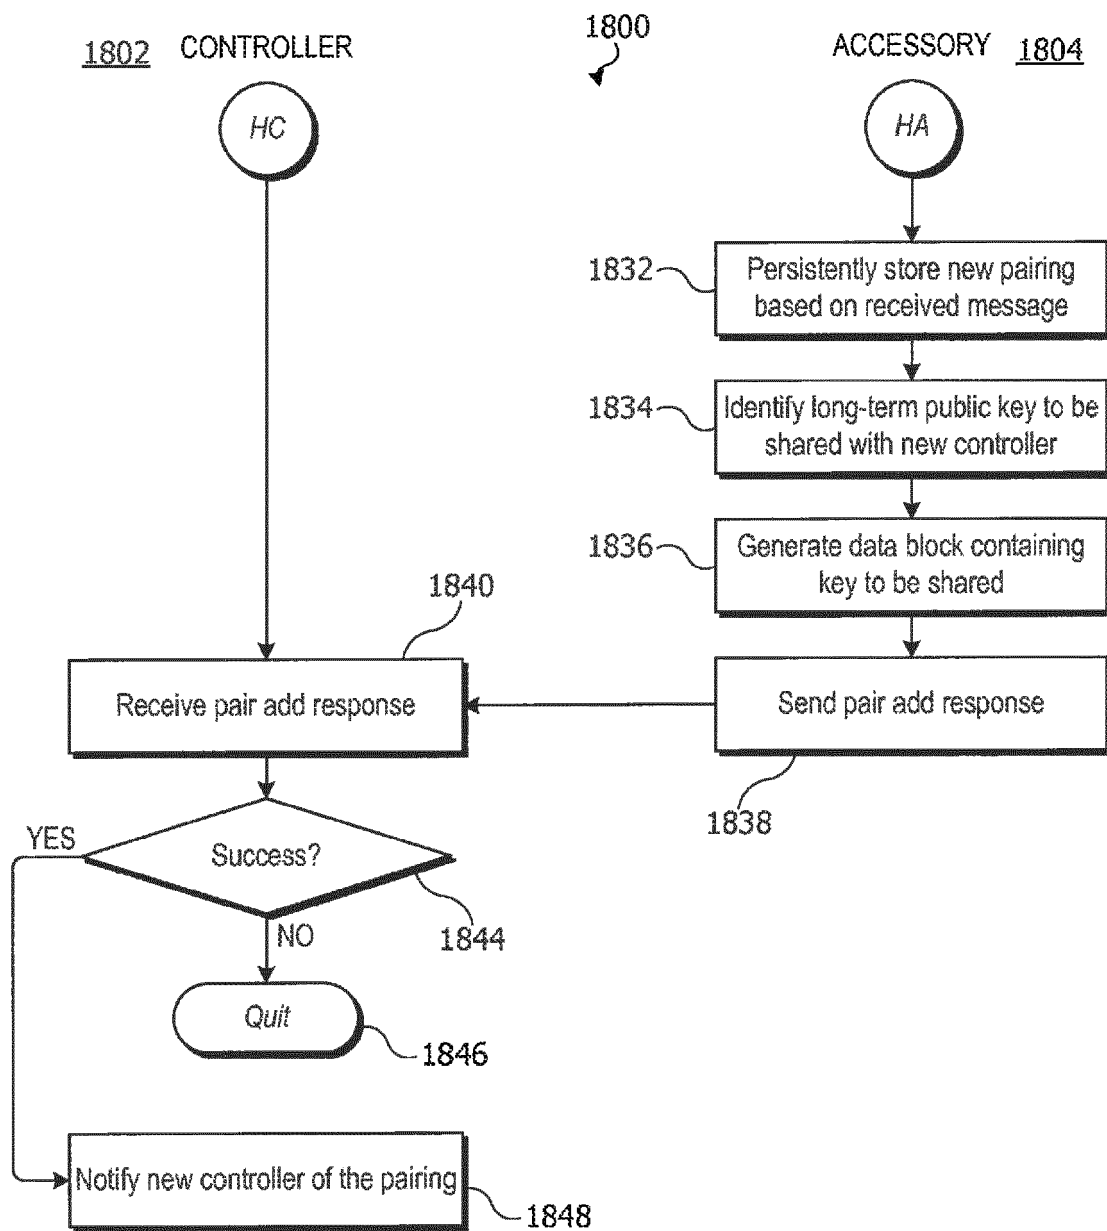 1802 CONTROLLER
1800
ACCESSORY 1804
HC
HA
1832
Persistently store new pairing
based on received message
1834
Identify long-term public key to be
shared with new controller
1836
Generate data block containing
key to be shared
1840
Receive pair add response
Send pair add response
1838
YES
Success?
NO
1844
Quit
1846
Notify new controller of the pairing
1848